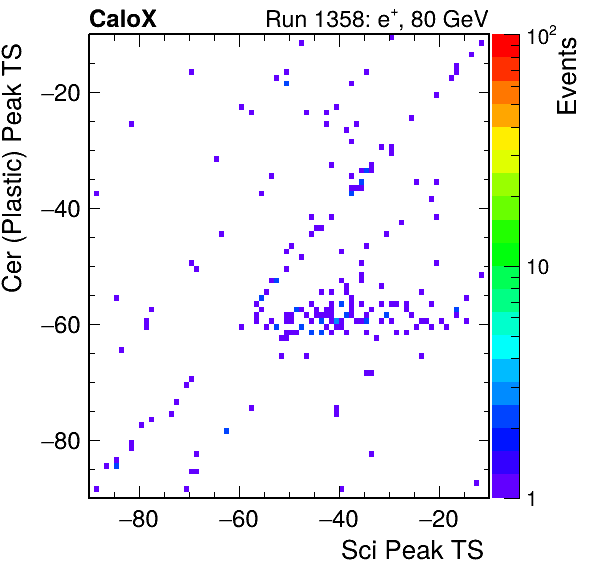 CaloX
Run 1358: e+, 80 GeV
Cer (Plastic) Peak TS
−20
−40
−60
−80
−80
−60
−40
−20
Sci Peak TS
10²
10
1
Events